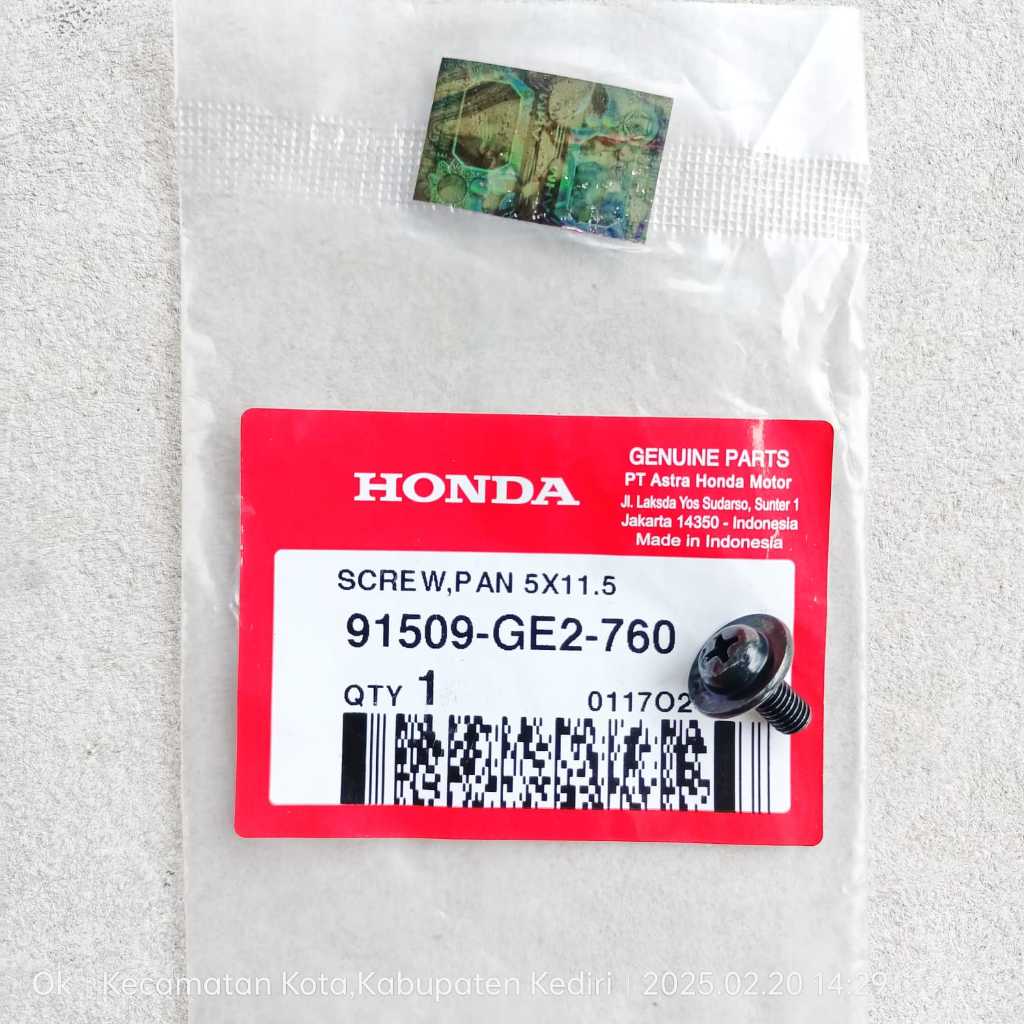 HONDA
GENUINE PARTS
PT Astra Honda Motor
Jl. Laksda Yos Sudarso, Sunter 1
Jakarta 14350 - Indonesia
Made in Indonesia
SCREW,PAN 5X11.5
91509-GE2-760
QTY 1
0117O2
Ok | Kecamatan Kota,Kabupaten Kediri | 2025.02.20 14:29